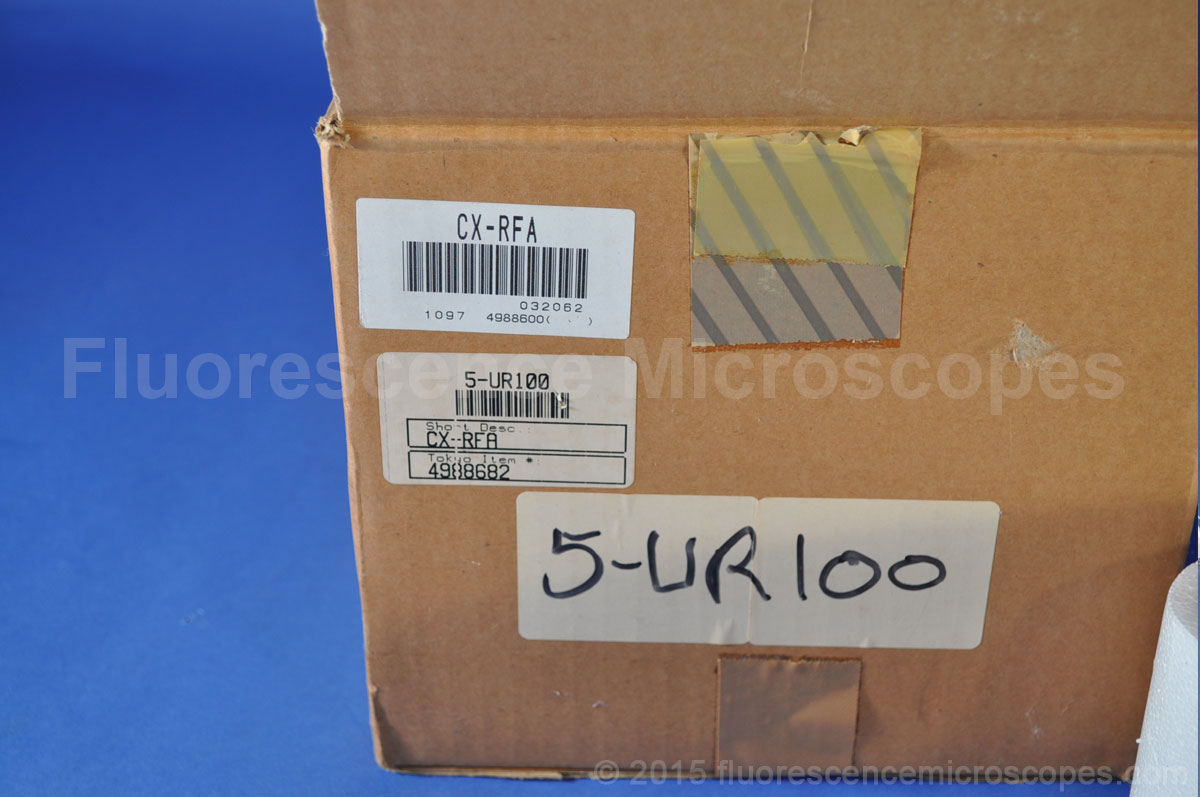 CX-RFA
032062
1097 4988600( )
Fluorescence Microscopes
5-UR100
Short Desc.:
CX-RFA
Tokyo Item #:
4988682
5-UR100
© 2015 fluorescencemicroscopes.com